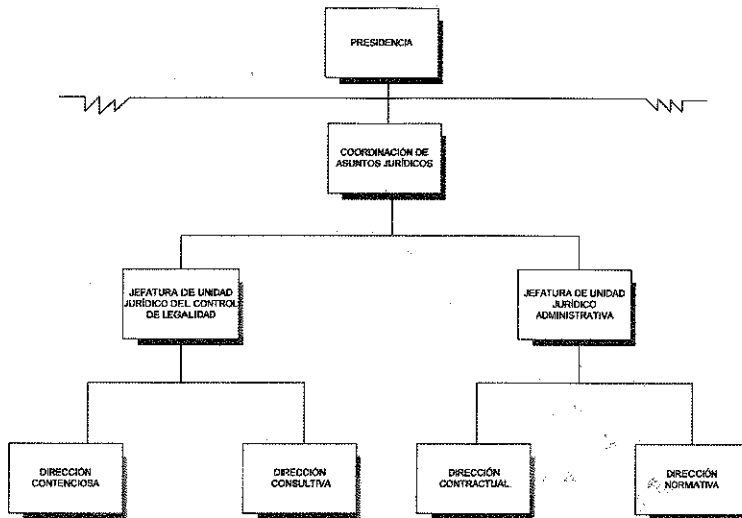 PRESIDENCIA
COORDINACIÓN DE
ASUNTOS JURÍDICOS
JEFATURA DE UNIDAD
JURÍDICO DEL CONTROL
DE LEGALIDAD
JEFATURA DE UNIDAD
JURÍDICO
ADMINISTRATIVA
DIRECCIÓN
CONTENCIOSA
DIRECCIÓN
CONSULTIVA
DIRECCIÓN
CONTRACTUAL
DIRECCIÓN
NORMATIVA